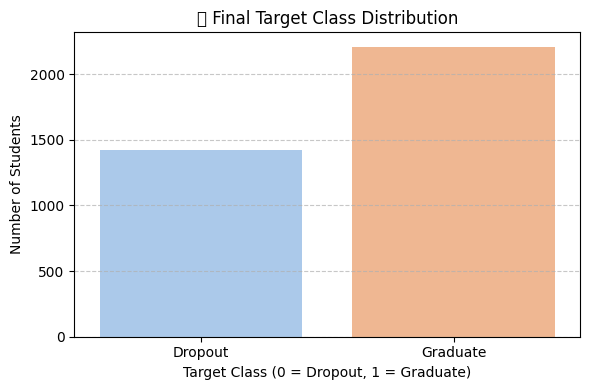 Final Target Class Distribution
Number of Students
2000
1500
1000
500
0
Dropout Graduate
Target Class (0 = Dropout, 1 = Graduate)